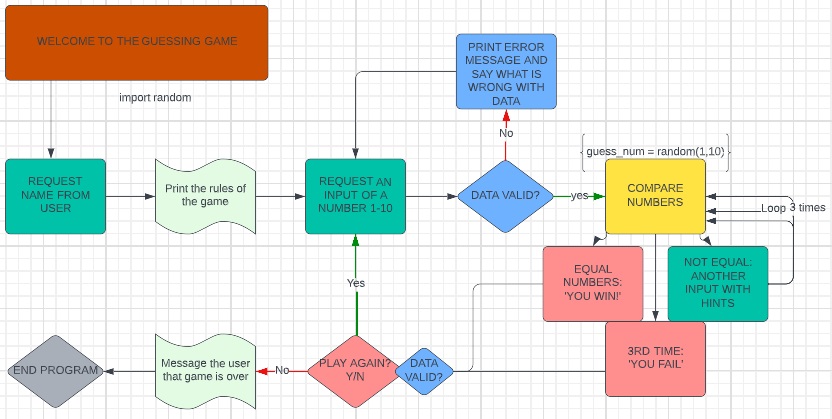 WELCOME TO THE GUESSING GAME
import random
PRINT ERROR
MESSAGE AND
SAY WHAT IS
WRONG WITH
DATA
No
guess_num = random(1,10)
REQUEST
NAME FROM
USER
Print the rules of
the game
REQUEST AN
INPUT OF A
NUMBER 1-10
DATA VALID?
yes
COMPARE
NUMBERS
Loop 3 times
Yes
EQUAL
NUMBERS:
'YOU WIN!'
NOT EQUAL:
ANOTHER
INPUT WITH
HINTS
END PROGRAM
Message the user
that game is over
No
PLAY AGAIN?
Y/N
DATA
VALID?
3RD TIME:
'YOU FAIL'